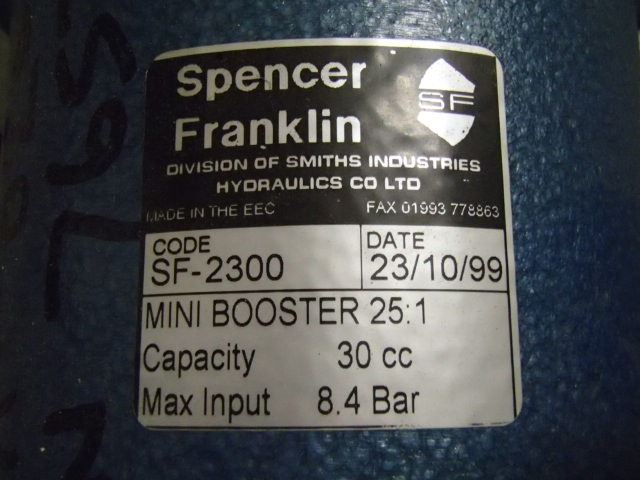 Spencer
Franklin
SF
DIVISION OF SMITHS INDUSTRIES
HYDRAULICS CO LTD
MADE IN THE EEC FAX 01993 778863
CODE DATE
SF-2300 23/10/99
MINI BOOSTER 25:1
Capacity 30 cc
Max Input 8.4 Bar